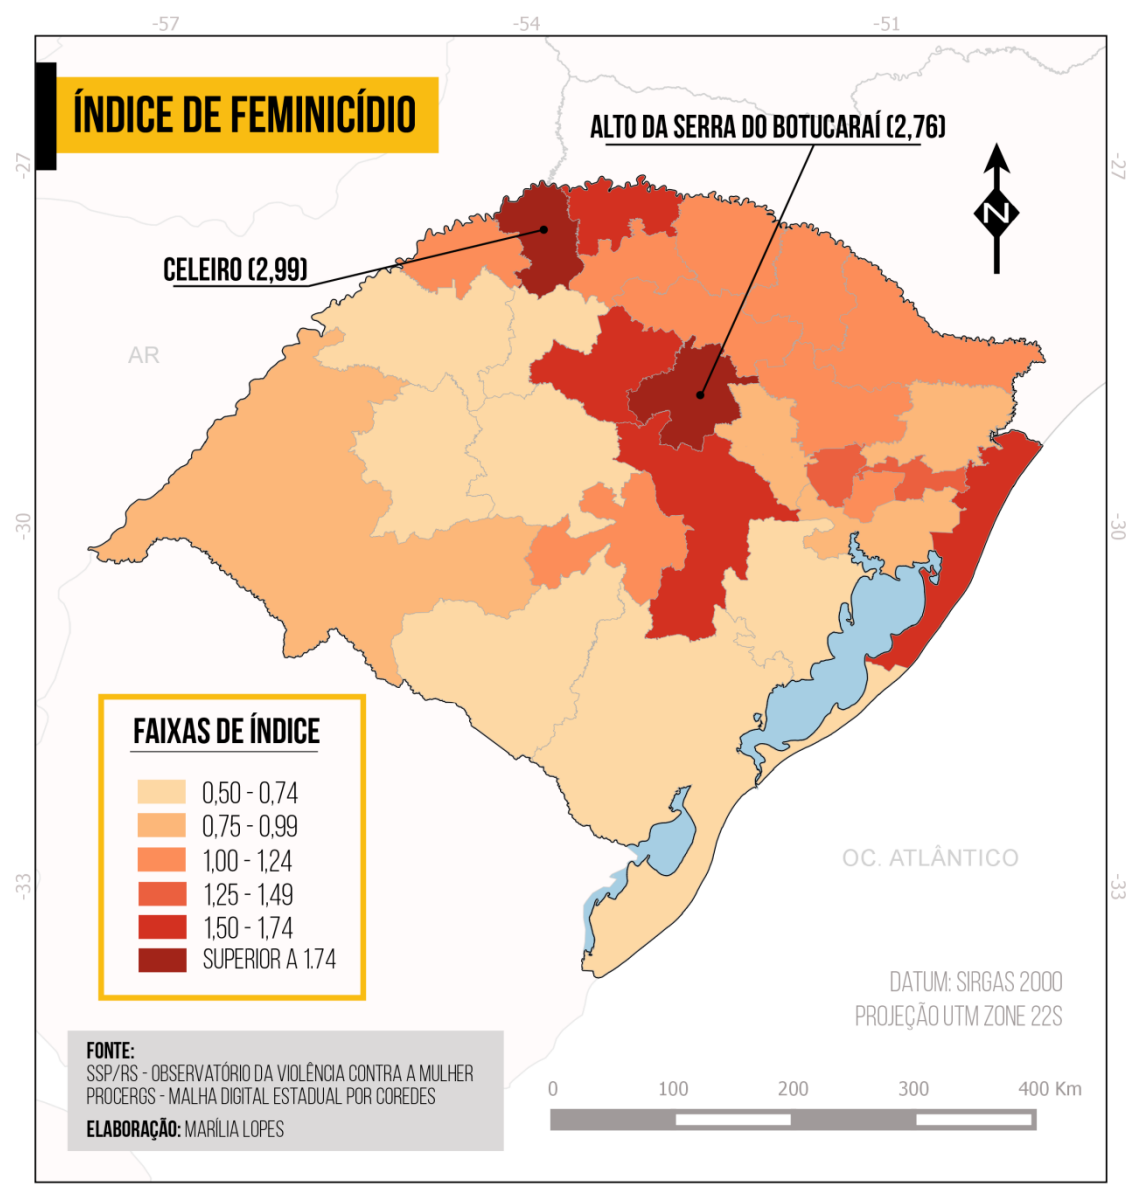 -57
-54
-51
ÍNDICE DE FEMINICÍDIO
ALTO DA SERRA DO BOTUCARAÍ (2,76)
-27
-27
N
CELEIRO (2,99)
AR
-30
-30
FAIXAS DE ÍNDICE
0,50 - 0,74
0,75 - 0,99
1,00 - 1,24
1,25 - 1,49
1,50 - 1,74
SUPERIOR A 1.74
OC. ATLÂNTICO
-33
-33
DATUM: SIRGAS 2000
PROJEÇÃO UTM ZONE 22S
FONTE:
SSP/RS - OBSERVATÓRIO DA VIOLÊNCIA CONTRA A MULHER
PROCERGS - MALHA DIGITAL ESTADUAL POR COREDES
ELABORAÇÃO: MARÍLIA LOPES
0 100 200 300 400 Km